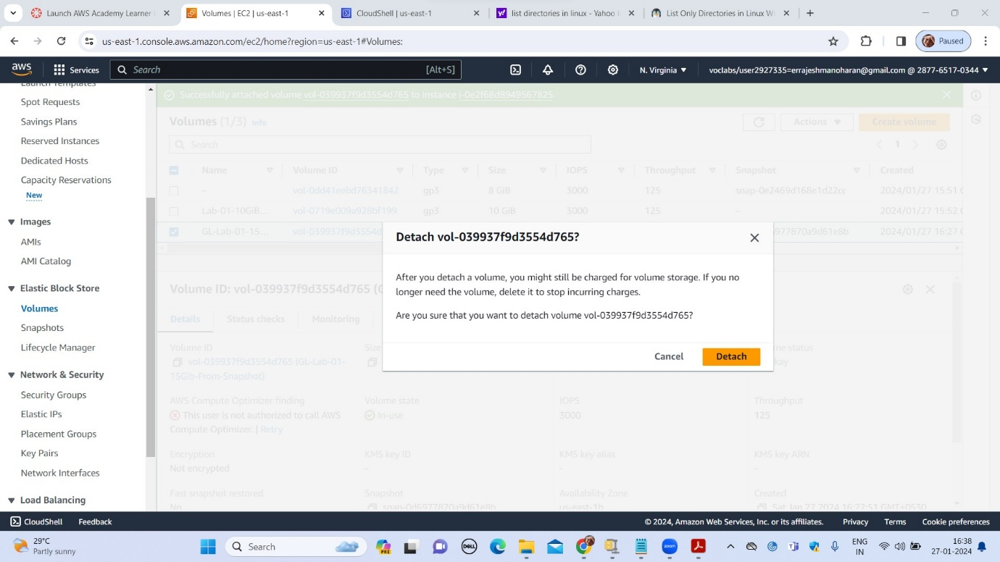 Launch AWS Academy Learner
Volumes | EC2 | us-east-1
CloudShell | us-east-1
list directories in linux - Yahoo
List Only Directories in Linux
us-east-1.console.aws.amazon.com/ec2/home?region=us-east-1#Volumes:
Paused
aws
Services
Search
[Alt+S]
N. Virginia
voclabs/user2927335=errajeshmanoharan@gmail.com @ 2877-6517-0344
Launch Templates
Spot Requests
Savings Plans
Reserved Instances
Dedicated Hosts
Capacity Reservations
New
Images
AMIs
AMI Catalog
Elastic Block Store
Volumes
Snapshots
Lifecycle Manager
Network & Security
Security Groups
Elastic IPs
Placement Groups
Key Pairs
Network Interfaces
Load Balancing
Successfully attached volume vol-039937f9d3554d765 to instance i-0e2f68d8949567825.
Volumes (1/3) Info
Actions
Create volume
Search
1
Name Volume ID Type Size IOPS Throughput Snapshot Created
- vol-0dd41eebd76341842 gp3 8 GiB 3000 125 snap-0e2469d168e1d22cc 2024/01/27 15:51
Lab-01-10GiB... vol-0719e009a928bf199 gp3 10 GiB 3000 125 - 2024/01/27 15:52
GL-Lab-01-15... vol-039937f9d3554d 6977870a9d61e8b 2024/01/27 16:27
Detach vol-039937f9d3554d765?
After you detach a volume, you might still be charged for volume storage. If you no
longer need the volume, delete it to stop incurring charges.
Are you sure that you want to detach volume vol-039937f9d3554d765?
Cancel
Detach
Volume ID: vol-039937f9d3554d765 (
Details
Status checks
Monitoring
Volume ID
vol-039937f9d3554d765 (GL-Lab-01-
15Gib-From-Snapshot)
Size
me status
kay
AWS Compute Optimizer finding
This user is not authorized to call AWS
Compute Optimizer. | Retry
Volume state
In-use
IOPS
3000
Throughput
125
Encryption
Not encrypted
KMS key ID
-
KMS key alias
-
KMS key ARN
-
Fast snapshot restored
No
Snapshot
snap-0d6977870a9d61e8b
Availability Zone
us-east-1b
Created
Sat Jan 27 2024 16:27:51 GMT+0530
CloudShell
Feedback
© 2024, Amazon Web Services, Inc. or its affiliates.
Privacy
Terms
Cookie preferences
29°C
Partly sunny
Search
PRE
DELL
zoom
ENG
IN
16:38
27-01-2024